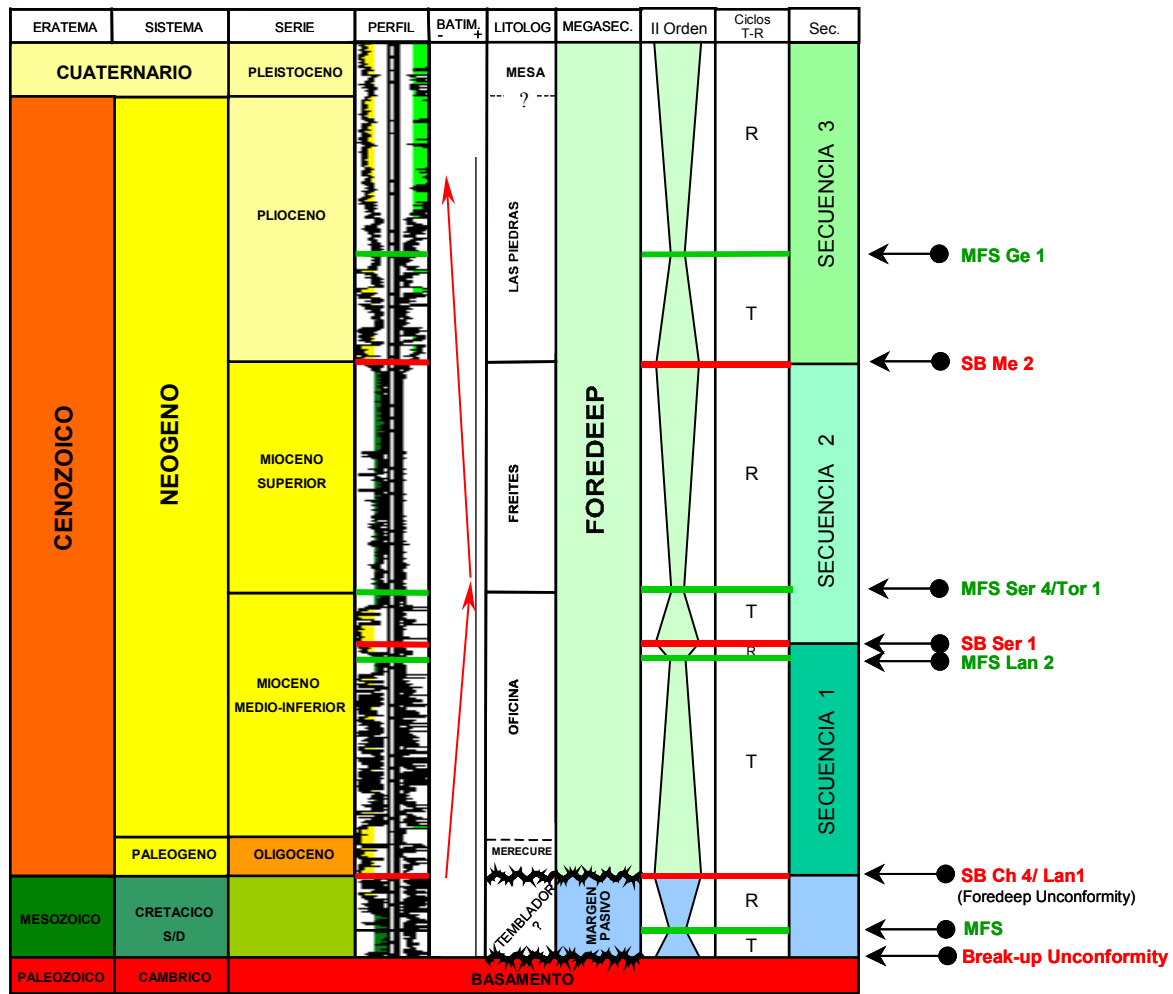 ERATEMA
SISTEMA
SERIE
PERFIL
BATIM.
- +
LITOLOG
MEGASEC.
II Orden
Ciclos
T-R
Sec.
CUATERNARIO
PLEISTOCENO
MESA
?
CENOZOICO
NEOGENO
PLIOCENO
LAS PIEDRAS
FOREDEEP
R
SECUENCIA 3
MFS Ge 1
T
SB Me 2
MIOCENO
SUPERIOR
FREITES
R
SECUENCIA 2
MFS Ser 4/Tor 1
T
SB Ser 1
R
MFS Lan 2
MIOCENO
MEDIO-INFERIOR
OFICINA
T
SECUENCIA 1
PALEOGENO
OLIGOCENO
MERECURE
SB Ch 4/ Lan1
(Foredeep Unconformity)
MESOZOICO
CRETACICO
S/D
TEMBLADOR
?
MARGEN
PASIVO
R
MFS
T
Break-up Unconformity
PALEOZOICO
CAMBRICO
BASAMENTO